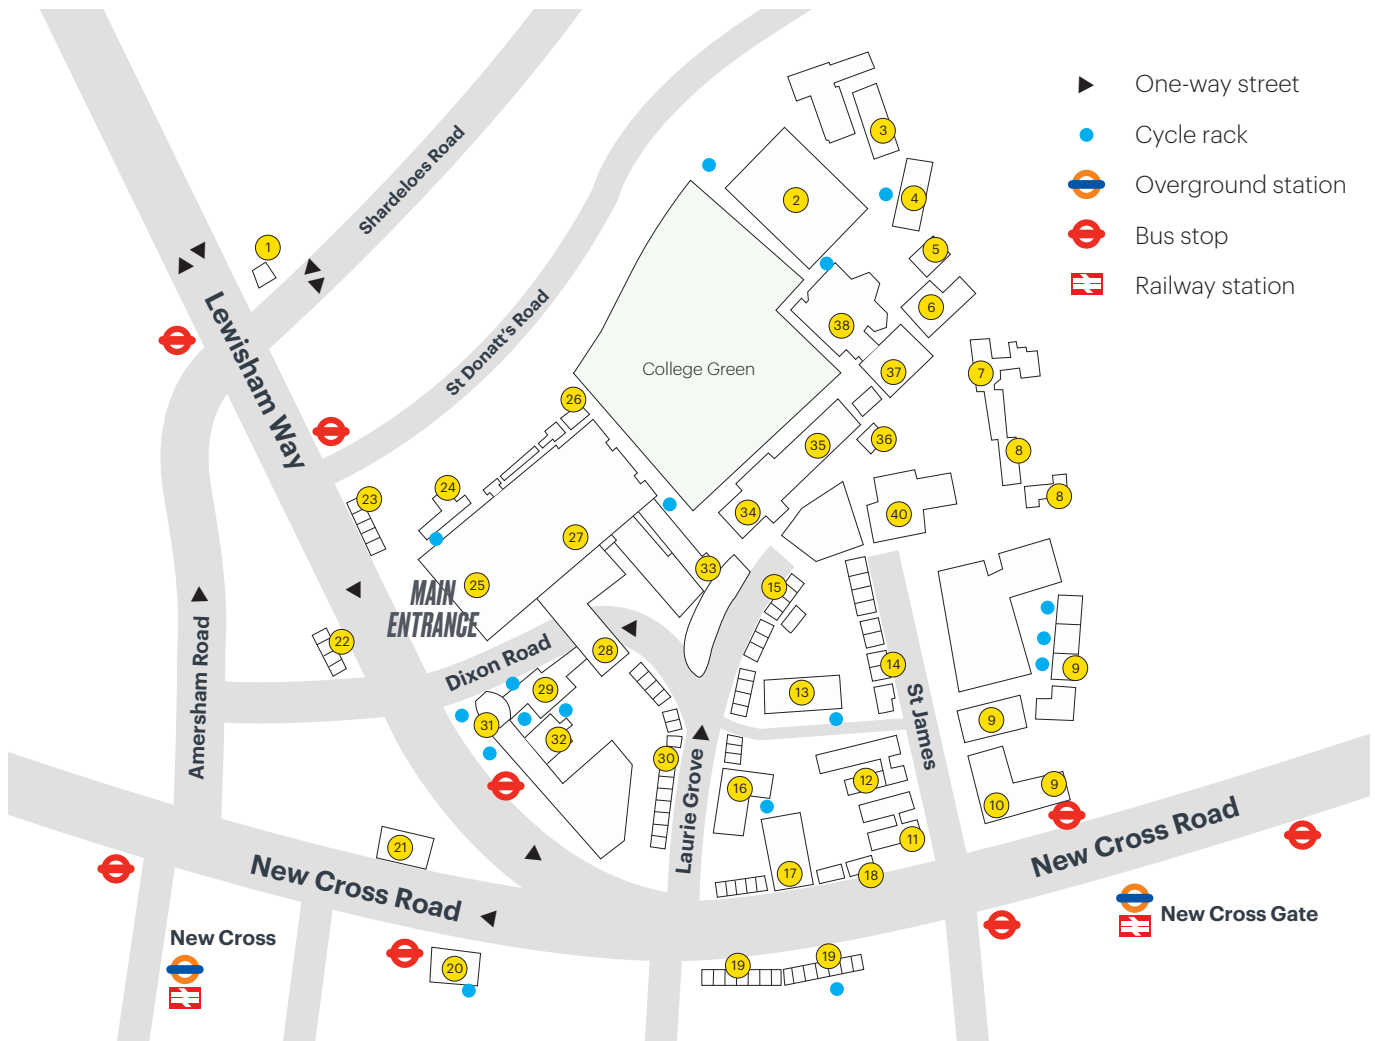 One-way street
Cycle rack
Overground station
Bus stop
Railway station
Shardeloes Road
St Donatt's Road
Lewisham Way
College Green
MAIN
ENTRANCE
Dixon Road
Amersham Road
Laurie Grove
St James
New Cross Road
New Cross Road
New Cross
New Cross Gate
1
2
3
4
5
6
7
8
8
9
9
9
10
11
12
13
14
15
16
17
18
19
19
20
21
22
23
24
25
26
27
28
29
30
31
32
33
34
35
36
37
38
40